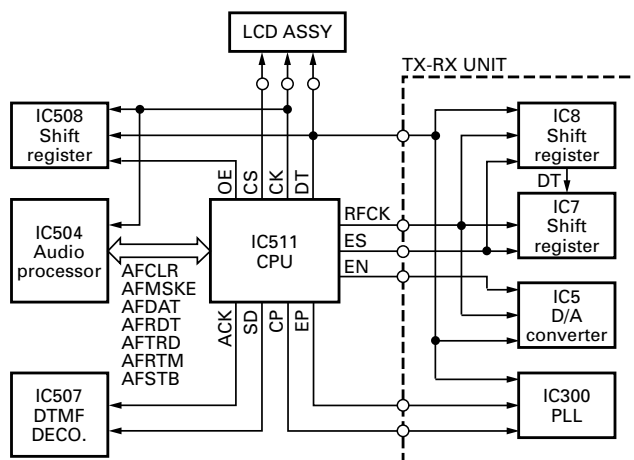 LCD ASSY
TX-RX UNIT
IC508
Shift
register
OE
CS
CK
DT
IC8
Shift
register
DT
IC7
Shift
register
IC504
Audio
processor
IC511
CPU
RFCK
ES
EN
AFCLR
AFMSKE
AFDAT
AFRDT
AFTRD
AFRTM
AFSTB
ACK
SD
CP
EP
IC5
D/A
converter
IC507
DTMF
DECO.
IC300
PLL